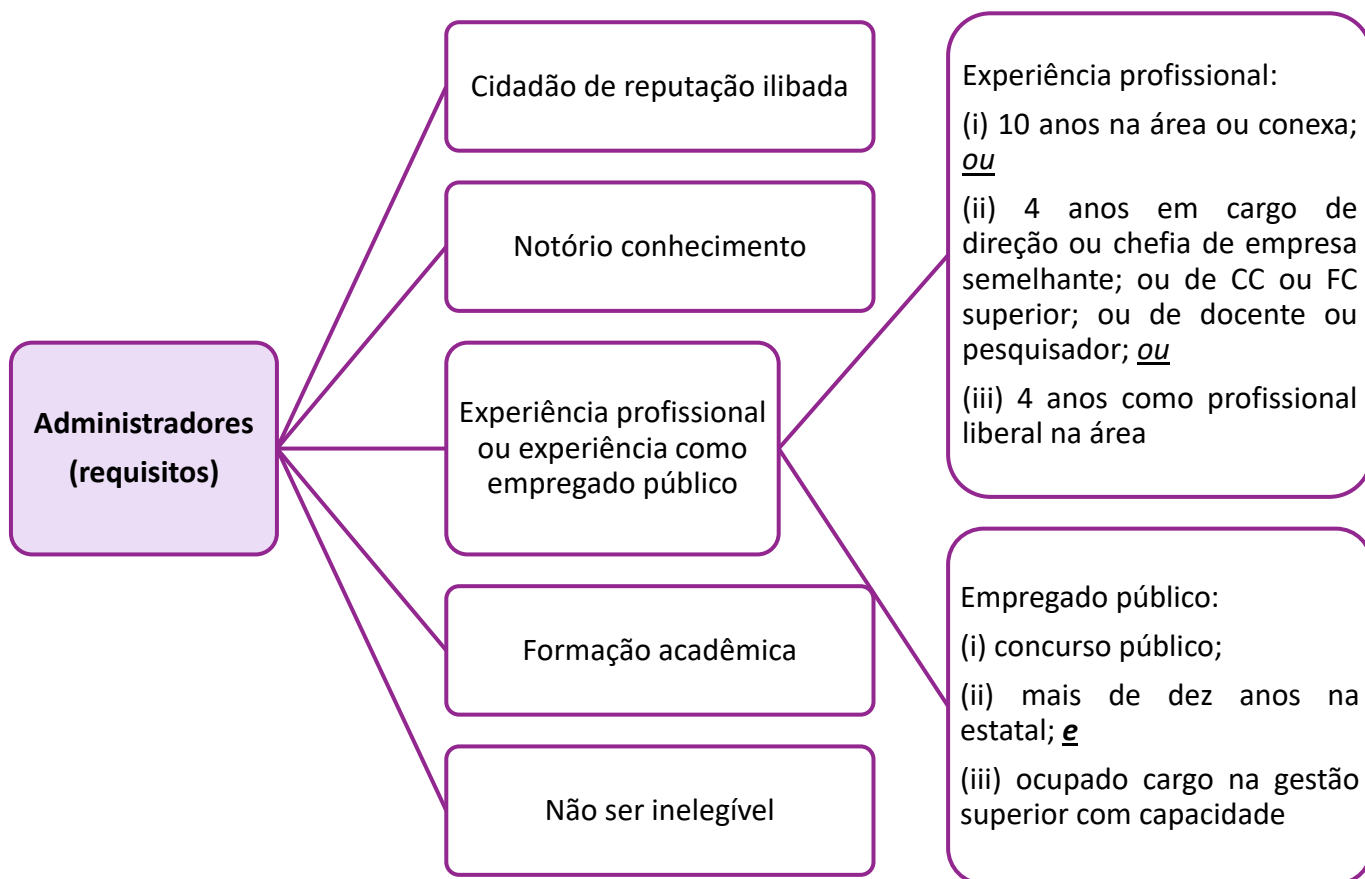 Administradores
(requisitos)
Cidadão de reputação ilibada
Notório conhecimento
Experiência profissional
ou experiência como
empregado público
Formação acadêmica
Não ser inelegível
Experiência profissional:
(i) 10 anos na área ou conexa;
ou
(ii) 4 anos em cargo de
direção ou chefia de empresa
semelhante; ou de CC ou FC
superior; ou de docente ou
pesquisador; ou
(iii) 4 anos como profissional
liberal na área
Empregado público:
(i) concurso público;
(ii) mais de dez anos na
estatal; e
(iii) ocupado cargo na gestão
superior com capacidade